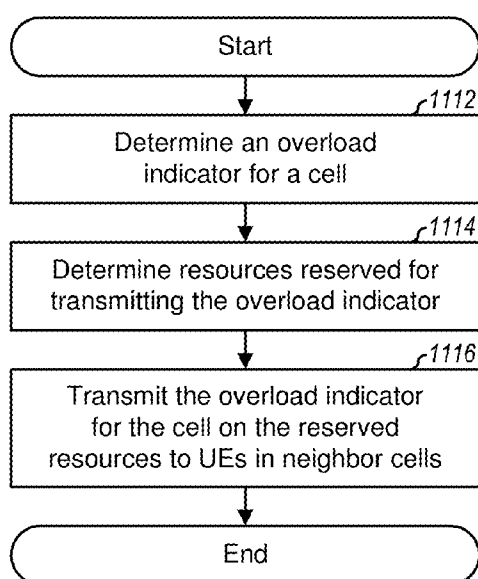 Start
1112
Determine an overload
indicator for a cell
1114
Determine resources reserved for
transmitting the overload indicator
1116
Transmit the overload indicator
for the cell on the reserved
resources to UEs in neighbor cells
End